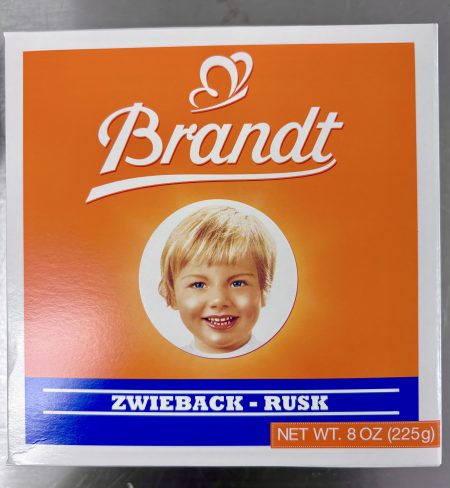 Brandt
ZWIEBACK - RUSK
NET WT. 8 OZ (225g)